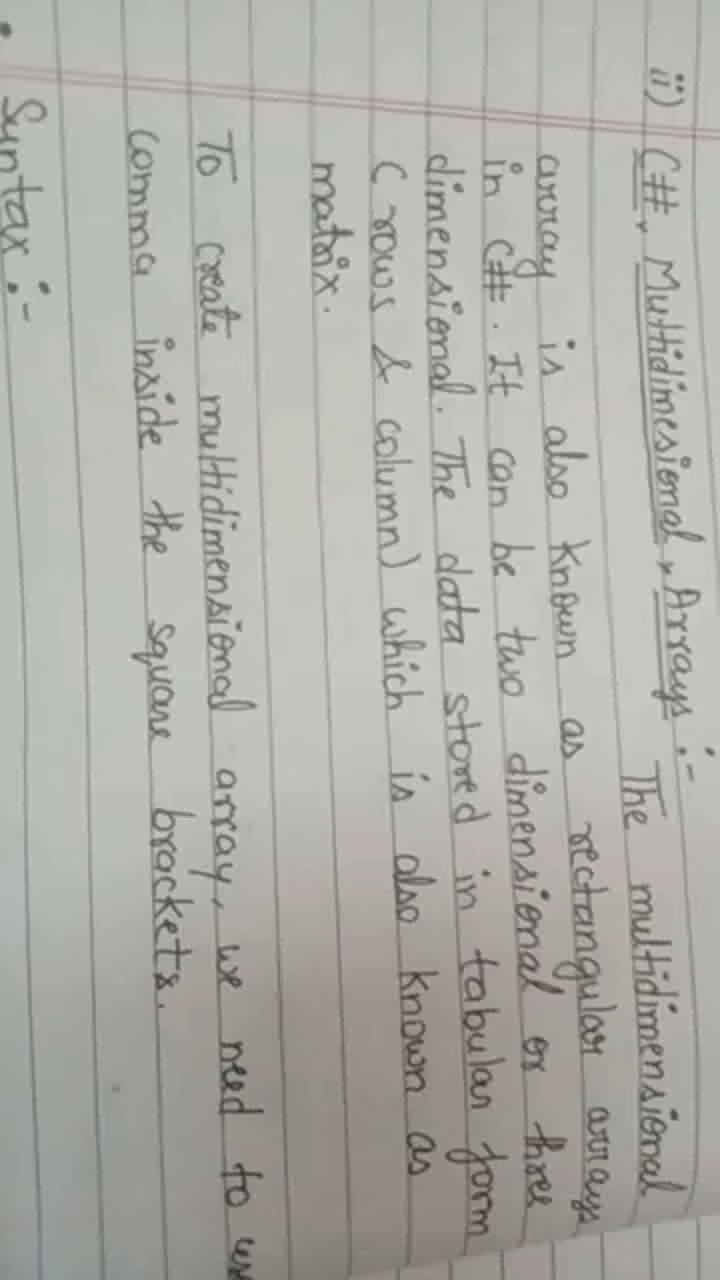 ii) C# Multidimesional Arrays :- The multidimensional
array is also known as rectangular arrays
in C#. It can be two dimensional or three
dimensional. The data stored in tabular form
(rows & column) which is also known as
matrix.
To create multidimensional array, we need to
comma inside the square brackets.
• Syntax :-